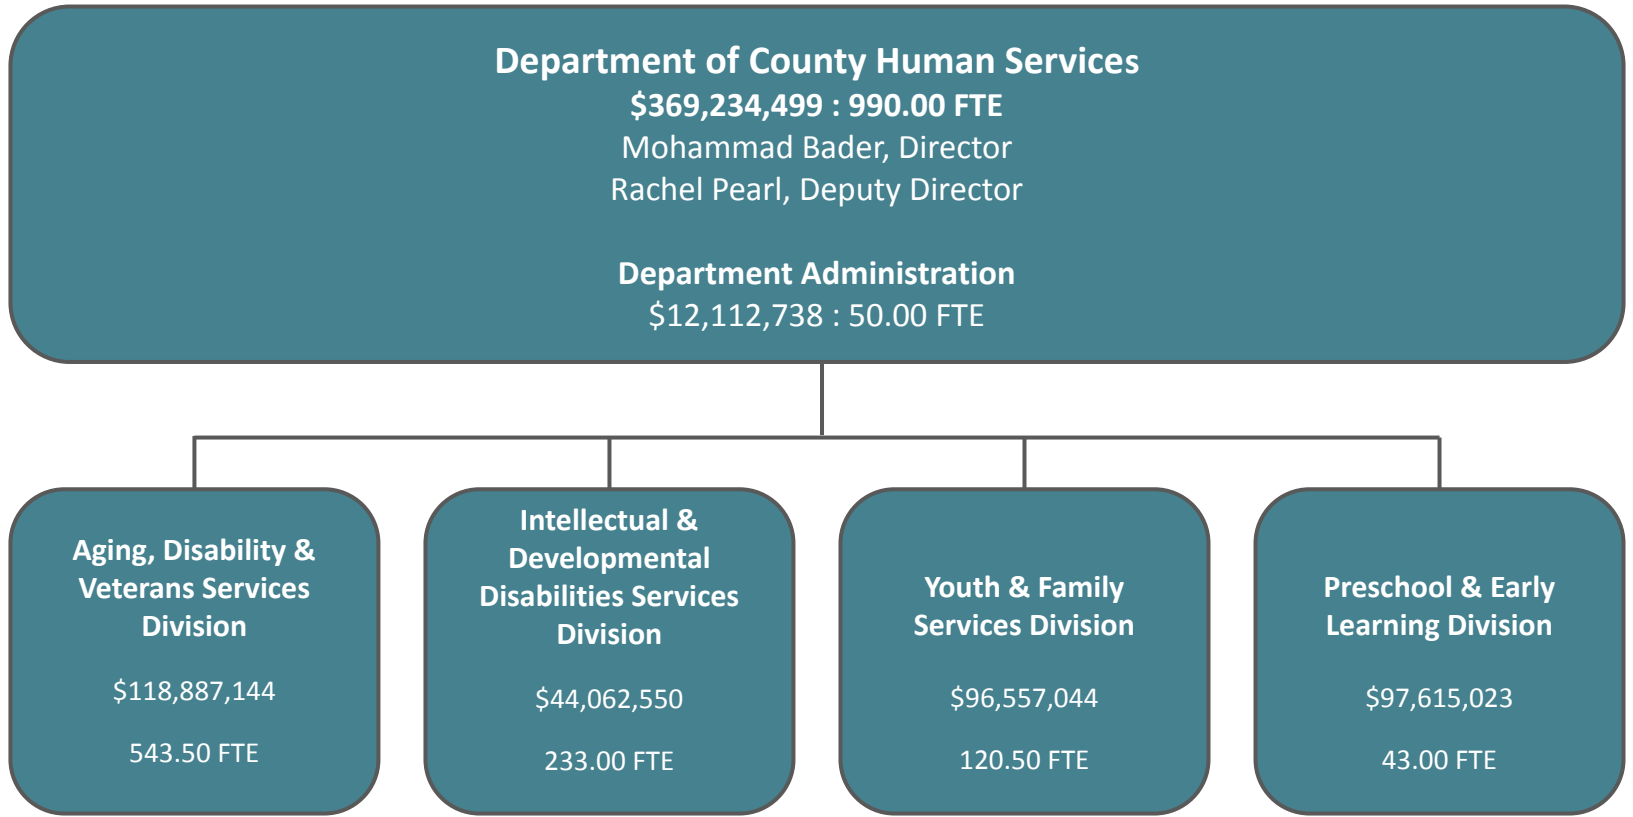 Department of County Human Services
$369,234,499 : 990.00 FTE
Mohammad Bader, Director
Rachel Pearl, Deputy Director
Department Administration
$12,112,738 : 50.00 FTE
Aging, Disability &
Veterans Services
Division
$118,887,144
543.50 FTE
Intellectual &
Developmental
Disabilities Services
Division
$44,062,550
233.00 FTE
Youth & Family
Services Division
$96,557,044
120.50 FTE
Preschool & Early
Learning Division
$97,615,023
43.00 FTE